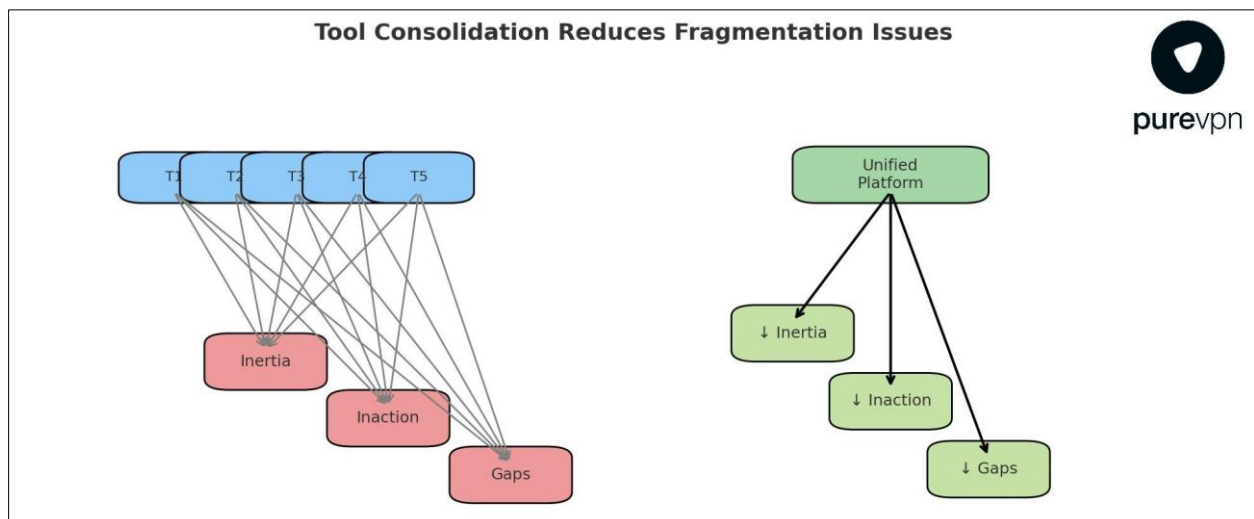 Tool Consolidation Reduces Fragmentation Issues
purevpn
T1 T2 T3 T4 T5
Unified
Platform
Inertia
↓ Inertia
Inaction
↓ Inaction
Gaps
↓ Gaps